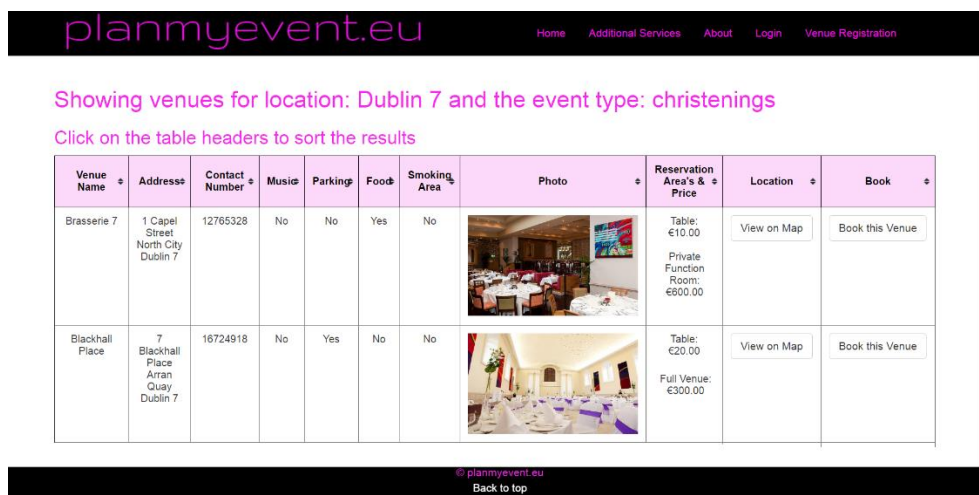 planmyevent.eu
Home Additional Services About Login Venue Registration
Showing venues for location: Dublin 7 and the event type: christenings
Click on the table headers to sort the results
Venue
Name
Address
Contact
Number
Music
Parking
Food
Smoking
Area
Photo
Reservation
Area's &
Price
Location
Book
Brasserie 7
1 Capel
Street
North City
Dublin 7
12765328
No
No
Yes
No
Table:
€10.00
Private
Function
Room:
€600.00
View on Map
Book this Venue
Blackhall
Place
7
Blackhall
Place
Arran
Quay
Dublin 7
16724918
No
Yes
No
No
Table:
€20.00
Full Venue:
€300.00
View on Map
Book this Venue
© planmyevent.eu
Back to top